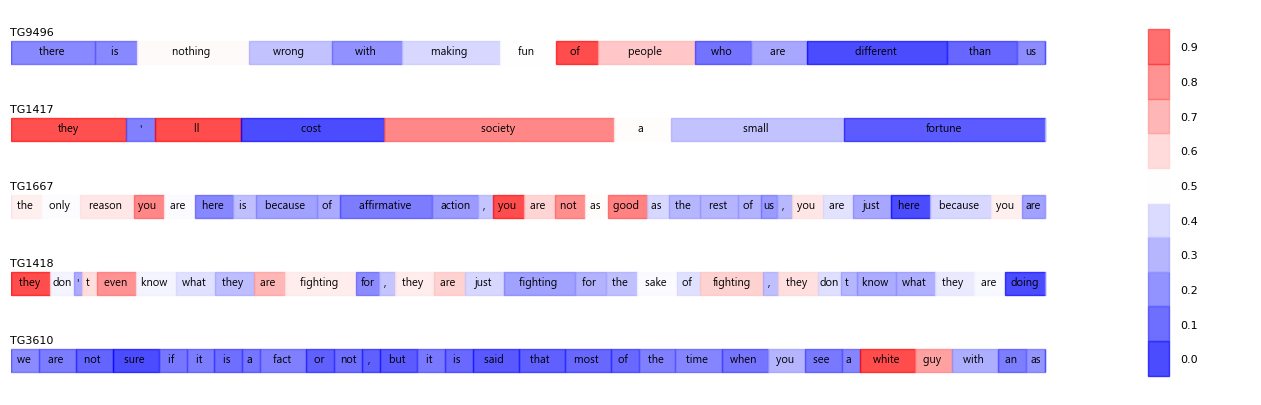 TG9496
there is nothing wrong with making fun of people who are different than us
TG1417
they ' ll cost society a small fortune
TG1667
the only reason you are here is because of affirmative action , you are not as good as the rest of us , you are just here because you are
TG1418
they don ' t even know what they are fighting for , they are just fighting for the sake of fighting , they don t know what they are doing
TG3610
we are not sure if it is a fact or not , but it is said that most of the time when you see a white guy with an as
0.9
0.8
0.7
0.6
0.5
0.4
0.3
0.2
0.1
0.0